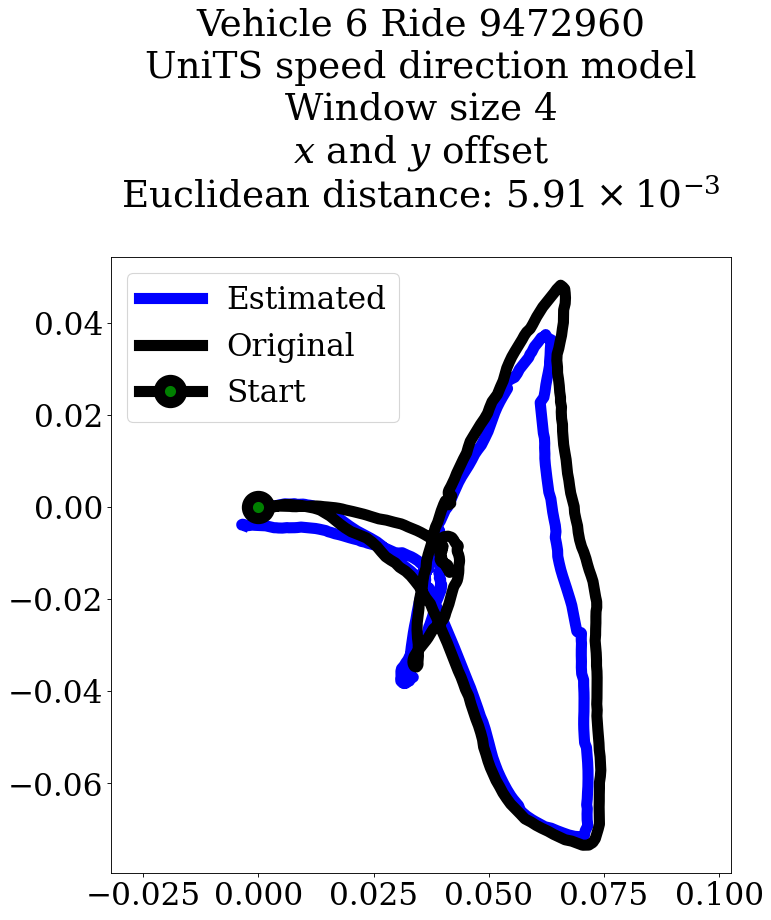 Vehicle 6 Ride 9472960
UniTS speed direction model
Window size 4
x and y offset
Euclidean distance: 5.91 × 10⁻³
Estimated
Original
Start
0.04
0.02
0.00
−0.02
−0.04
−0.06
−0.025 0.000 0.025 0.050 0.075 0.100